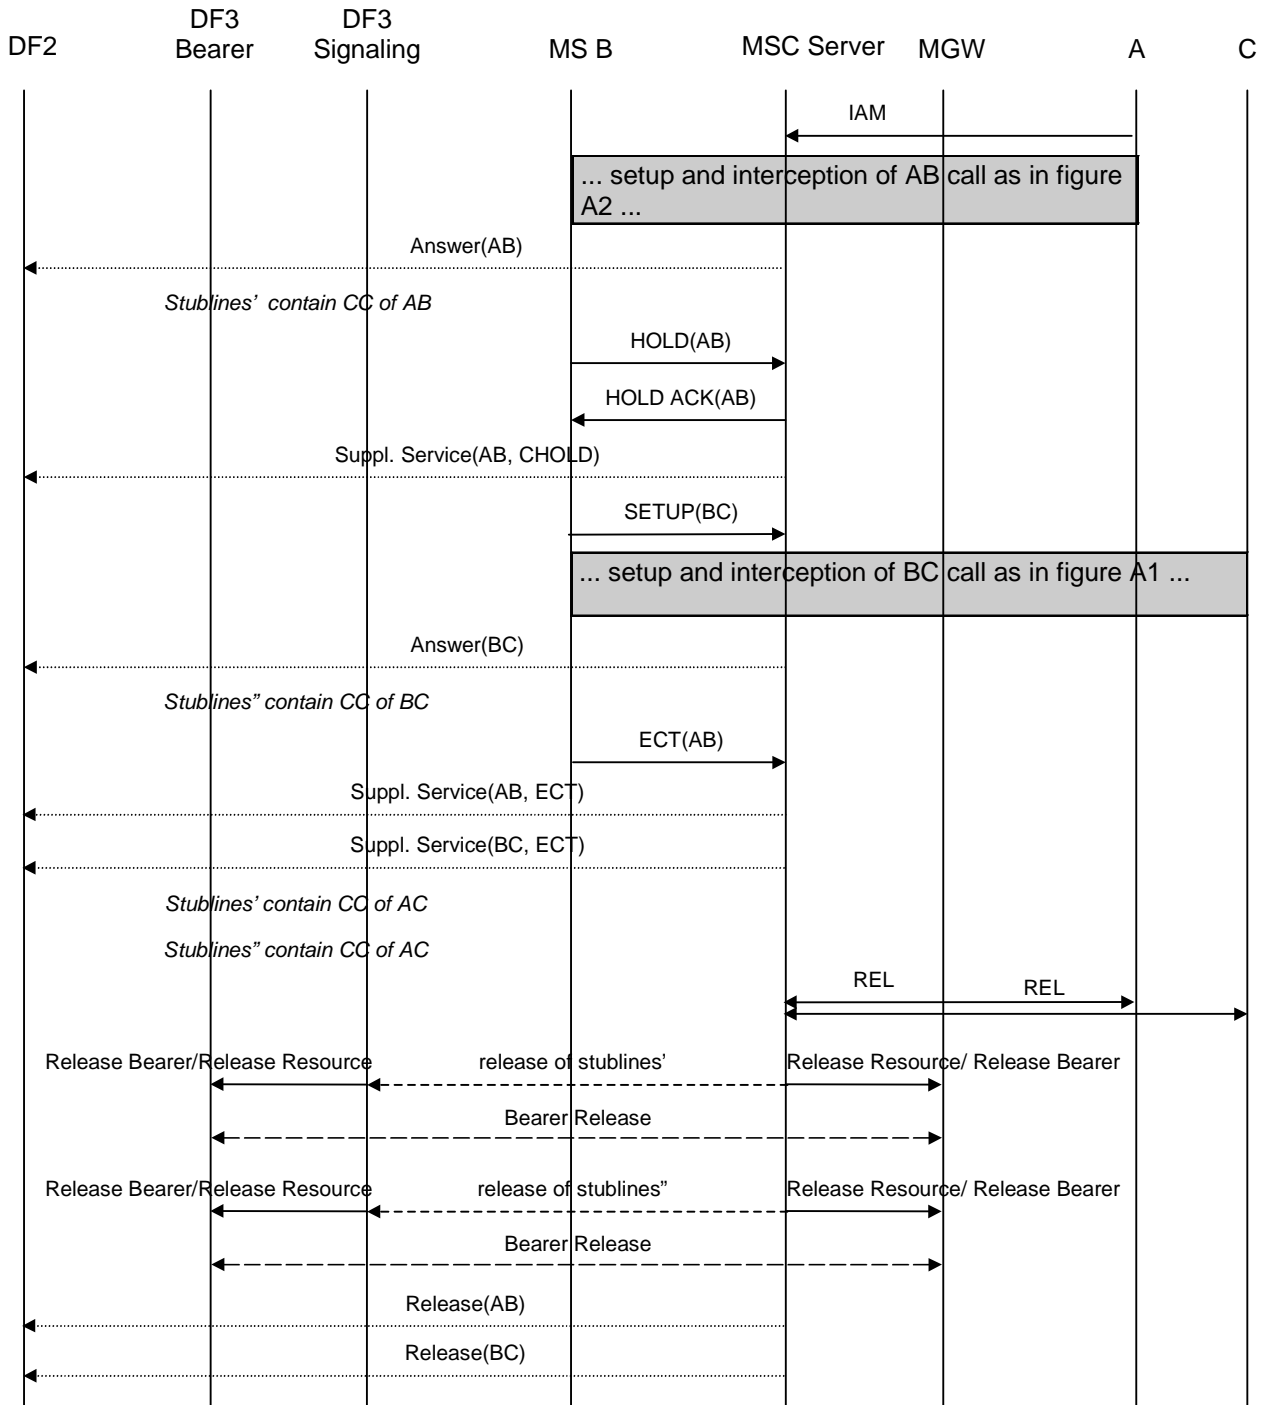 DF2
DF3
Bearer
DF3
Signaling
MS B
MSC Server
MGW
A
C
IAM
... setup and interception of AB call as in figure
A2 ...
Answer(AB)
Stublines’ contain CC of AB
HOLD(AB)
HOLD ACK(AB)
Suppl. Service(AB, CHOLD)
SETUP(BC)
... setup and interception of BC call as in figure A1 ...
Answer(BC)
Stublines” contain CC of BC
ECT(AB)
Suppl. Service(AB, ECT)
Suppl. Service(BC, ECT)
Stublines’ contain CC of AC
Stublines” contain CC of AC
REL
REL
Release Bearer/Release Resource
release of stublines’
Release Resource/ Release Bearer
Bearer Release
Release Bearer/Release Resource
release of stublines”
Release Resource/ Release Bearer
Bearer Release
Release(AB)
Release(BC)